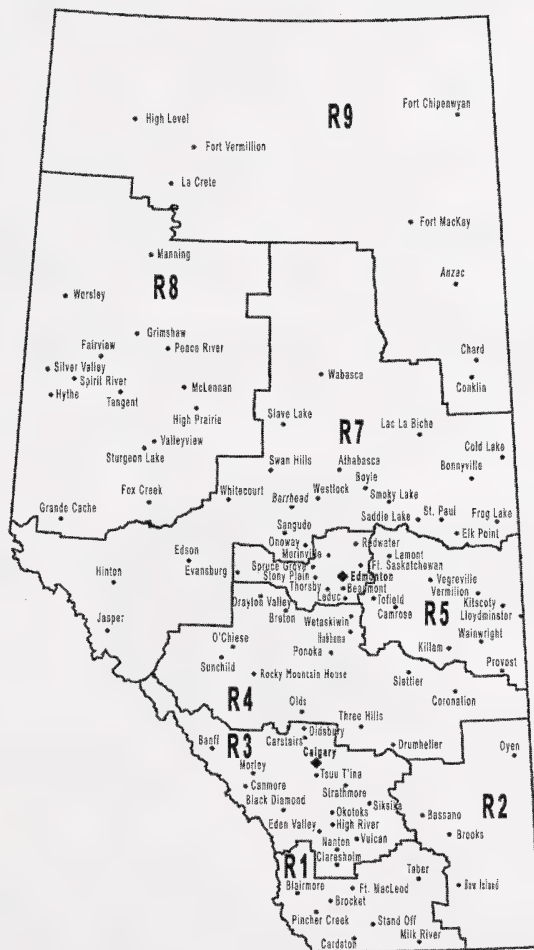 Fort Chipenwyan
R9
High Level
Fort Vermillion
La Crete
Fort MacKay
Manning
Anzac
R8
Worsley
Grimshaw
Fairview
Peace River
Chard
Silver Valley
Wabasca
Spirit River
Conklin
McLennan
Hythe
Tangent
High Prairie
Slave Lake
Lac La Biche
R7
Valleyview
Sturgeon Lake
Cold Lake
Swan Hills
Athabasca
Bonnyville
Boyle
Fox Creek
Whitecourt
Westlock
Smoky Lake
Barrhead
Grande Cache
Saddle Lake
St. Paul
Frog Lake
Sangudo
Elk Point
Onoway
Redwater
Edson
Morinville
Lamont
Evansburg
Spruce Grove
Ft. Saskatchewan
Hinton
Stony Plain
Edmonton
Vegreville
Thorsby
Beaumont
Vermilion
Drayton Valley
Leduc
Tofield
Kitscoty
Breton
Camrose
R5
Lloydminster
Jasper
Wetaskiwin
Wainwright
O'Chiese
Hobbema
Ponoka
Killam
Sunchild
Provost
Rocky Mountain House
Stettler
R4
Coronation
Olds
Three Hills
Didsbury
Banff
R3
Carstairs
Drumheller
Calgary
Oyen
Morley
Tsuu T'ina
Canmore
Strathmore
Black Diamond
Siksika
R2
Okotoks
Bassano
Eden Valley
High River
Brooks
Nanton
Vulcan
R1
Claresholm
Taber
Blairmore
Ft. MacLeod
Bow Island
Brocket
Pincher Creek
Stand Off
Milk River
Cardston